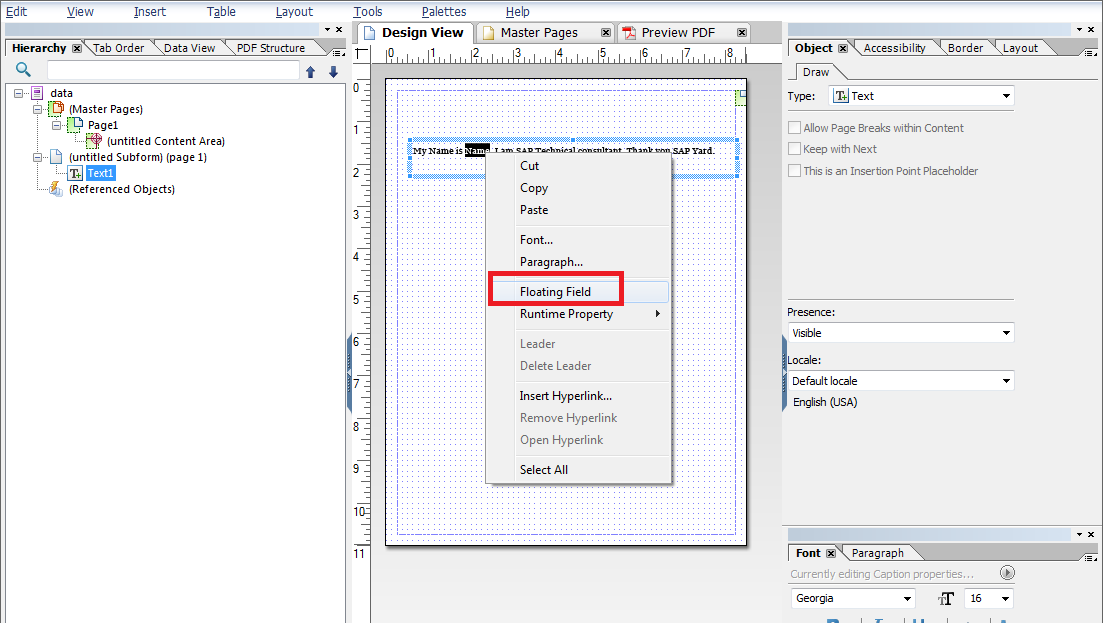 Edit View Insert Table Layout Tools Palettes Help
Hierarchy Tab Order Data View PDF Structure
data
(Master Pages)
Page1
(untitled Content Area)
(untitled Subform) (page 1)
Text1
(Referenced Objects)
Design View Master Pages Preview PDF
0 1 2 3 4 5 6 7 8
0
1
2
3
4
5
6
7
8
9
10
11
My Name is Name. I am SAP Technical consultant. Thank you SAP Yard.
Cut
Copy
Paste
Font...
Paragraph...
Floating Field
Runtime Property
Leader
Delete Leader
Insert Hyperlink...
Remove Hyperlink
Open Hyperlink
Select All
Object Accessibility Border Layout
Draw
Type: Text
Allow Page Breaks within Content
Keep with Next
This is an Insertion Point Placeholder
Presence:
Visible
Locale:
Default locale
English (USA)
Font Paragraph
Currently editing Caption properties...
Georgia 16